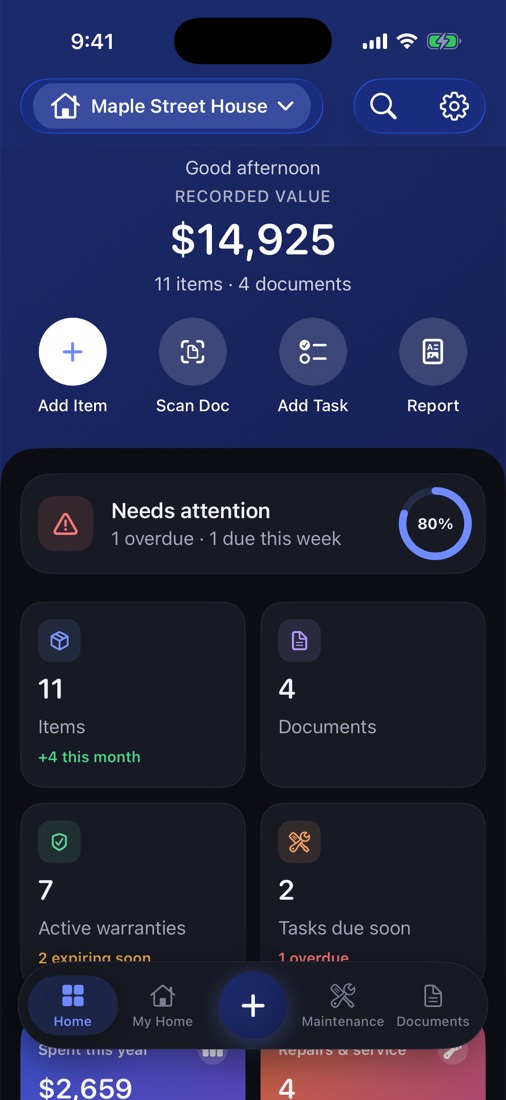 9:41
Maple Street House
Good afternoon
RECORDED VALUE
$14,925
11 items · 4 documents
Add Item
Scan Doc
Add Task
Report
Needs attention
1 overdue · 1 due this week
80%
11
Items
+4 this month
4
Documents
7
Active warranties
2 expiring soon
2
Tasks due soon
1 overdue
Home
My Home
Maintenance
Documents
Spent this year
$2,659
Repairs & service
4